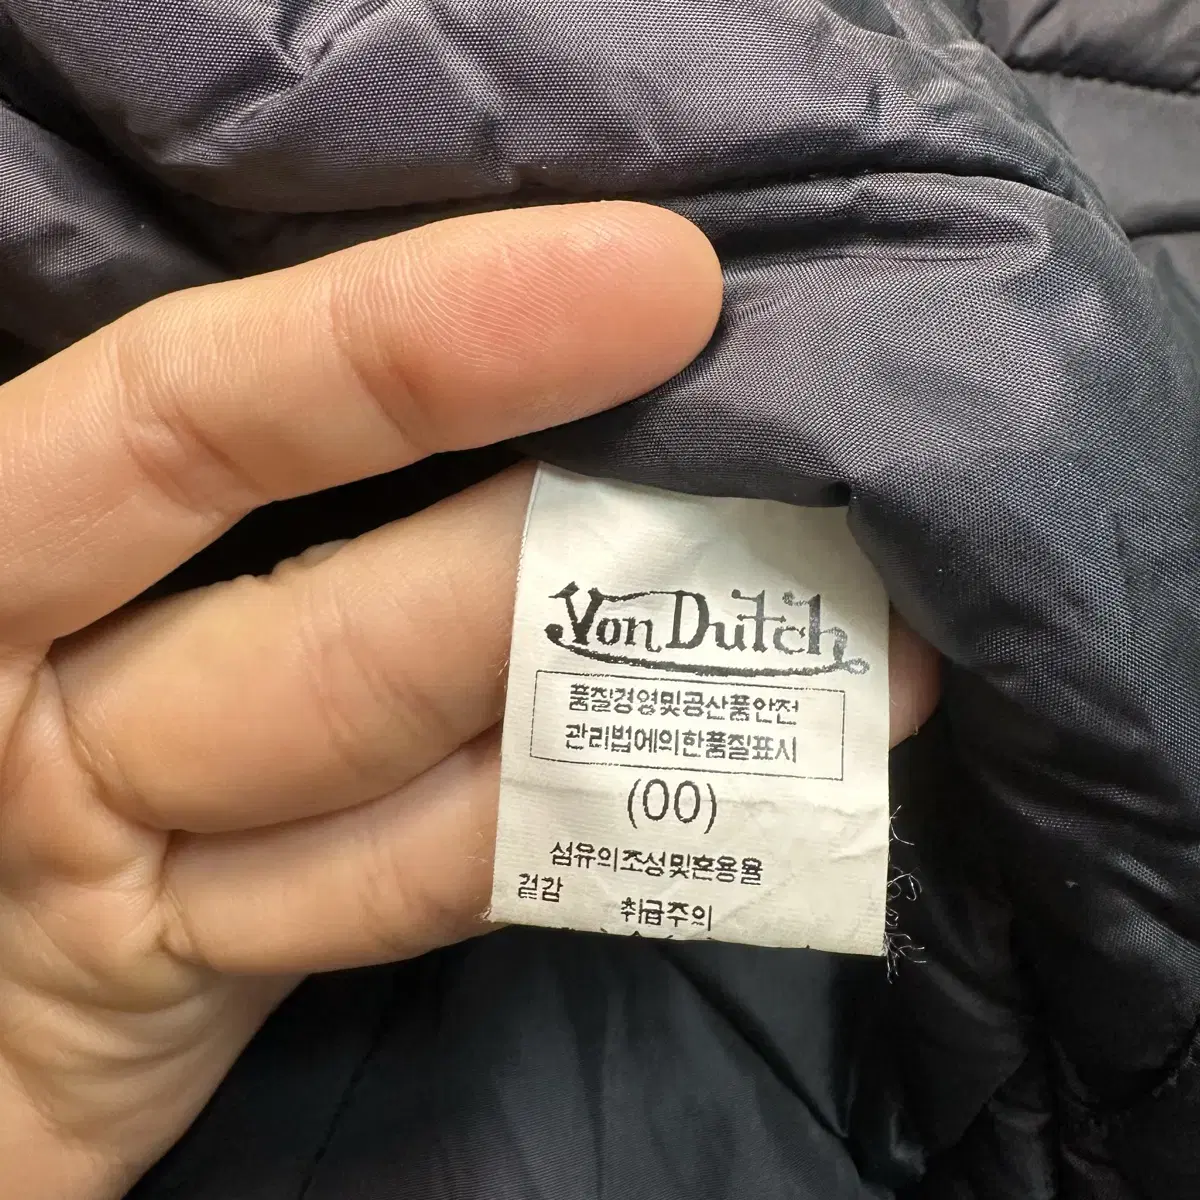 Von Dutch
품질경영및공산품안전
관리법에의한품질표시
(00)
섬유의조성및혼용율
겉감
취급주의